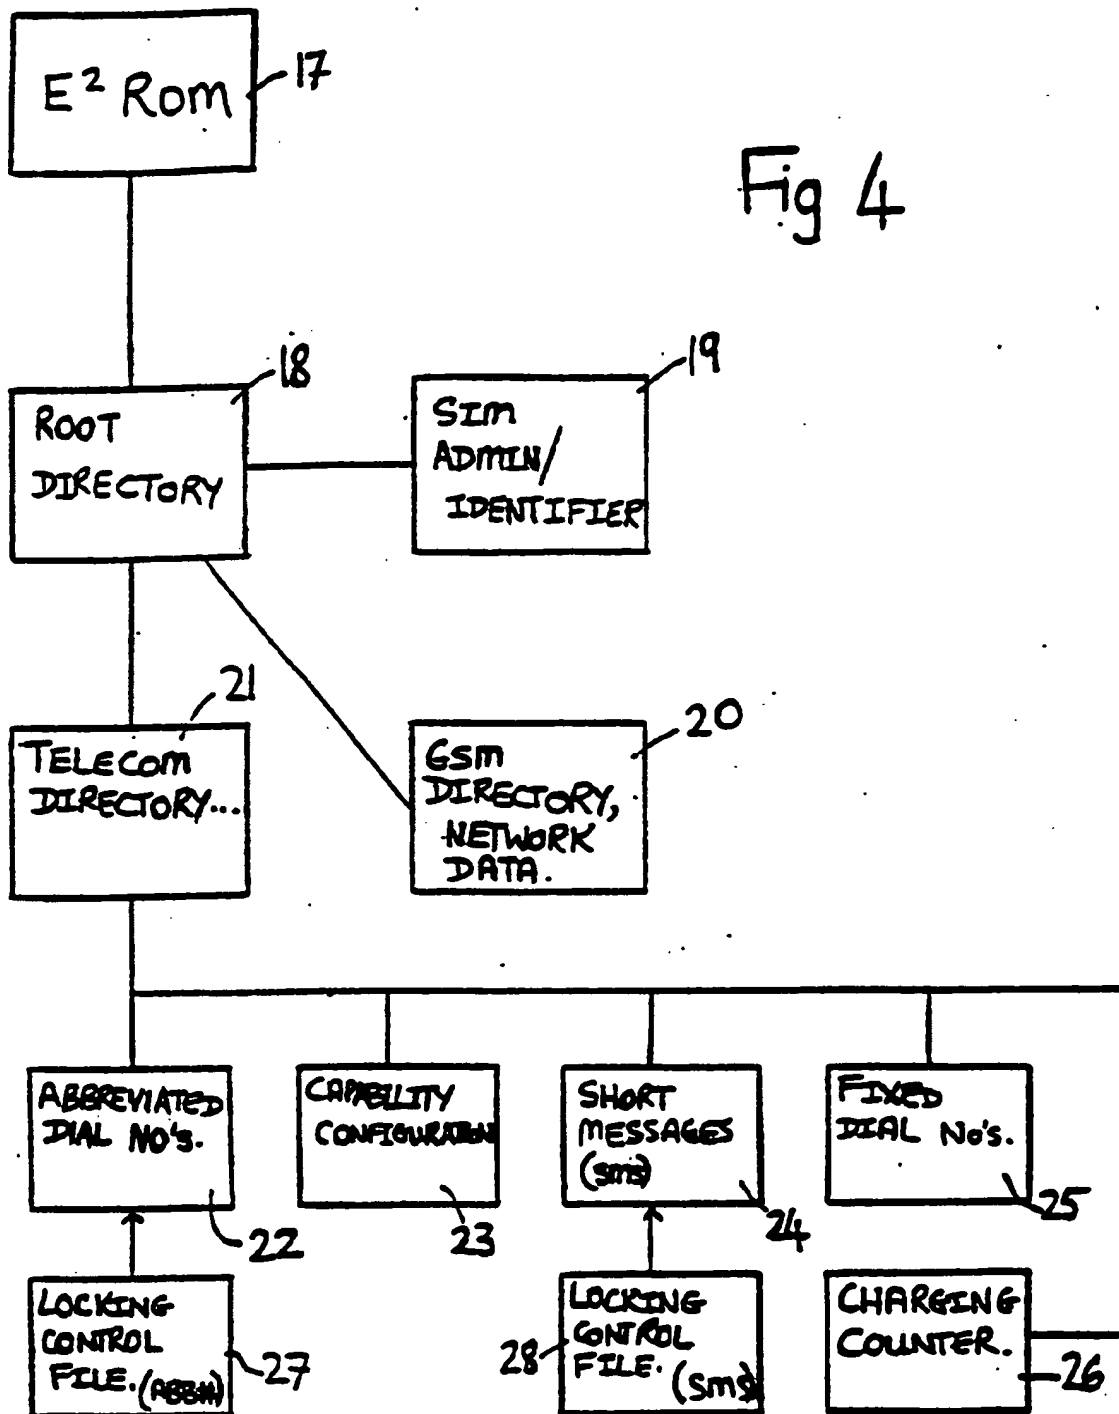 E² Rom
17
Fig 4
18
ROOT
DIRECTORY
19
SIM
ADMIN/
IDENTIFIER
21
TELECOM
DIRECTORY...
20
GSM
DIRECTORY,
NETWORK
DATA.
ABBREVIATED
DIAL NO's.
22
CAPABILITY
CONFIGURATION
23
SHORT
MESSAGES
(SMS)
24
FIXED
DIAL No's.
25
LOCKING
CONTROL
FILE. (ABB#)
27
LOCKING
CONTROL
FILE. (SMS)
28
CHARGING
COUNTER.
26